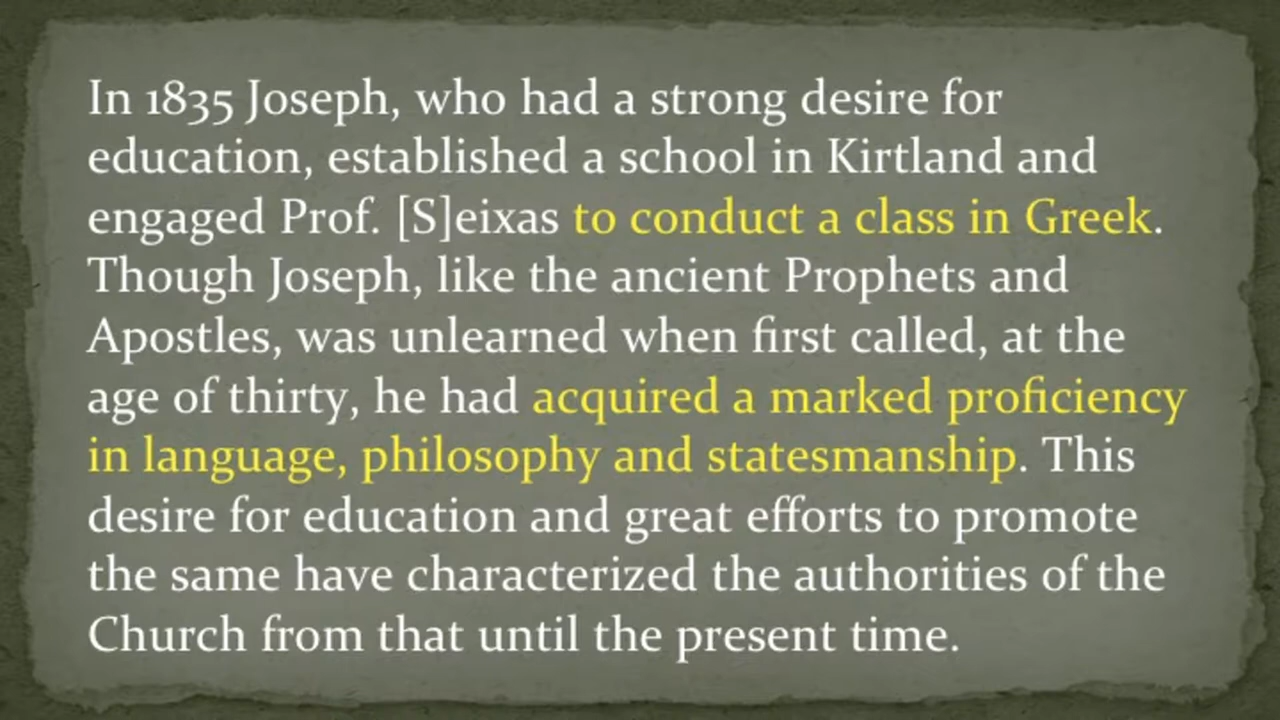 In 1835 Joseph, who had a strong desire for
education, established a school in Kirtland and
engaged Prof. [S]eixas to conduct a class in Greek.
Though Joseph, like the ancient Prophets and
Apostles, was unlearned when first called, at the
age of thirty, he had acquired a marked proficiency
in language, philosophy and statesmanship. This
desire for education and great efforts to promote
the same have characterized the authorities of the
Church from that until the present time.